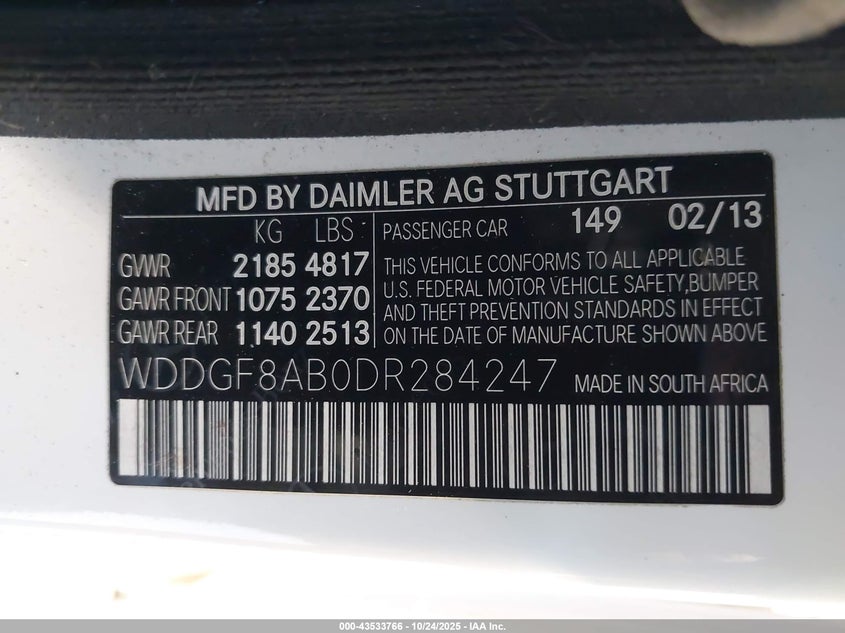 MFD BY DAIMLER AG STUTTGART
KG LBS
GVWR 2185 4817
GAWR FRONT 1075 2370
GAWR REAR 1140 2513
PASSENGER CAR 149 02/13
THIS VEHICLE CONFORMS TO ALL APPLICABLE
U.S. FEDERAL MOTOR VEHICLE SAFETY,BUMPER
AND THEFT PREVENTION STANDARDS IN EFFECT
ON THE DATE OF MANUFACTURE SHOWN ABOVE
WDDGF8AB0DR284247 MADE IN SOUTH AFRICA
000-43533766 - 10/24/2025 - IAA Inc.